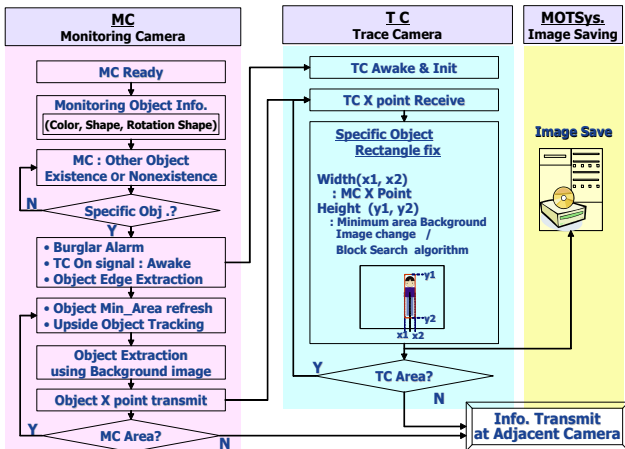 MC
Monitoring Camera
MC Ready
Monitoring Object Info.
(Color, Shape, Rotation Shape)
MC : Other Object
Existence Or Nonexistence
N
Specific Obj .?
Y
• Burglar Alarm
• TC On signal : Awake
• Object Edge Extraction
• Object Min_Area refresh
• Upside Object Tracking
Object Extraction
using Background image
Object X point transmit
Y
MC Area?
N
T C
Trace Camera
TC Awake & Init
TC X point Receive
Specific Object
Rectangle fix
Width(x1, x2)
: MC X Point
Height (y1, y2)
: Minimum area Background
Image change /
Block Search algorithm
y1
y2
x1 x2
Y
TC Area?
N
MOTSys.
Image Saving
Image Save
Info. Transmit
at Adjacent Camera